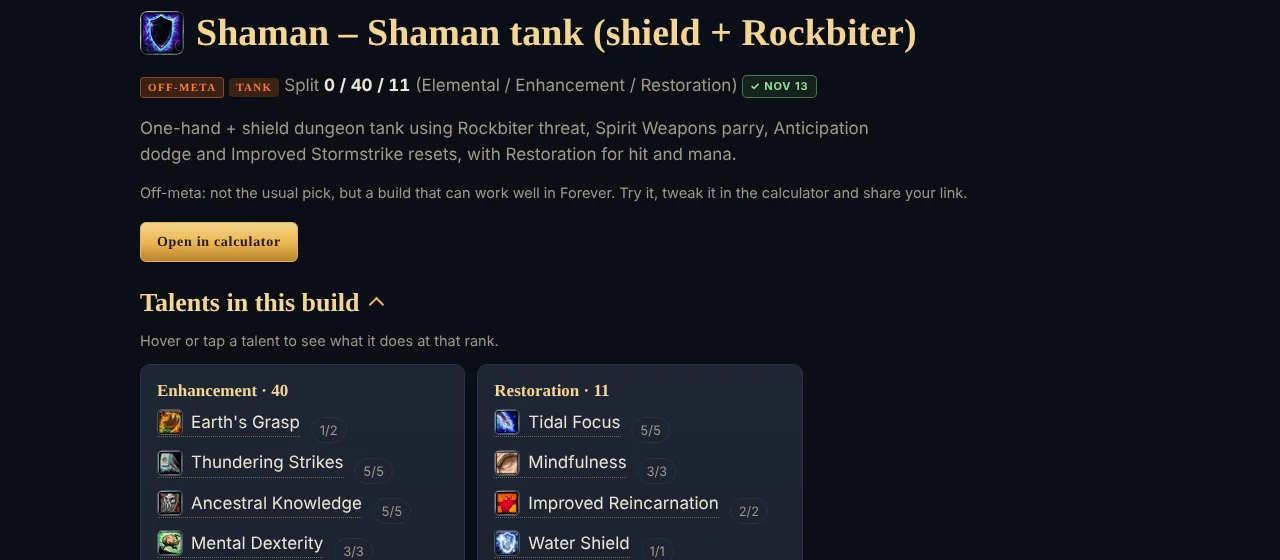 Shaman – Shaman tank (shield + Rockbiter)
OFF-META TANK Split 0 / 40 / 11 (Elemental / Enhancement / Restoration) ✓ NOV 13
One-hand + shield dungeon tank using Rockbiter threat, Spirit Weapons parry, Anticipation
dodge and Improved Stormstrike resets, with Restoration for hit and mana.
Off-meta: not the usual pick, but a build that can work well in Forever. Try it, tweak it in the calculator and share your link.
Open in calculator
Talents in this build
Hover or tap a talent to see what it does at that rank.
Enhancement · 40
Earth's Grasp 1/2
Thundering Strikes 5/5
Ancestral Knowledge 5/5
Mental Dexterity 3/3
Restoration · 11
Tidal Focus 5/5
Mindfulness 3/3
Improved Reincarnation 2/2
Water Shield 1/1